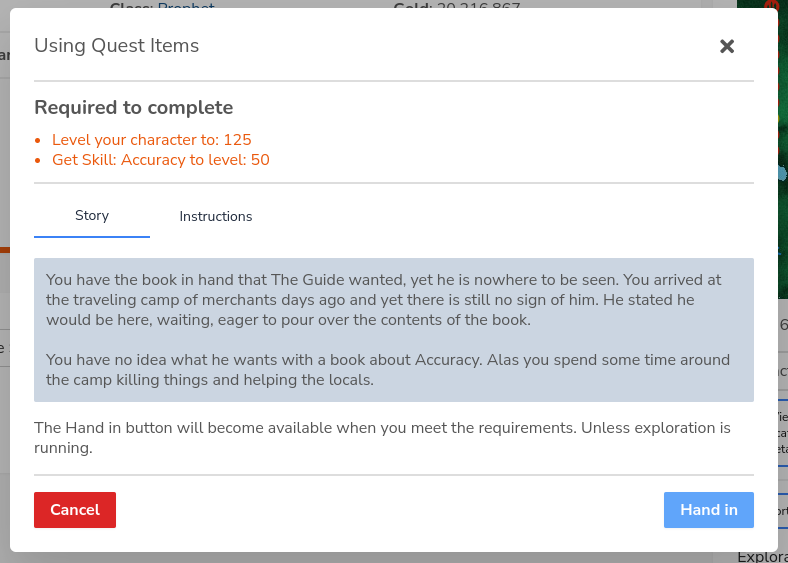 Class: Prophet
Gold: 20,216,867
Using Quest Items
Required to complete
Level your character to: 125
Get Skill: Accuracy to level: 50
Story
Instructions
You have the book in hand that The Guide wanted, yet he is nowhere to be seen. You arrived at
the traveling camp of merchants days ago and yet there is still no sign of him. He stated he
would be here, waiting, eager to pour over the contents of the book.
You have no idea what he wants with a book about Accuracy. Alas you spend some time around
the camp killing things and helping the locals.
The Hand in button will become available when you meet the requirements. Unless exploration is
running.
Cancel
Hand in